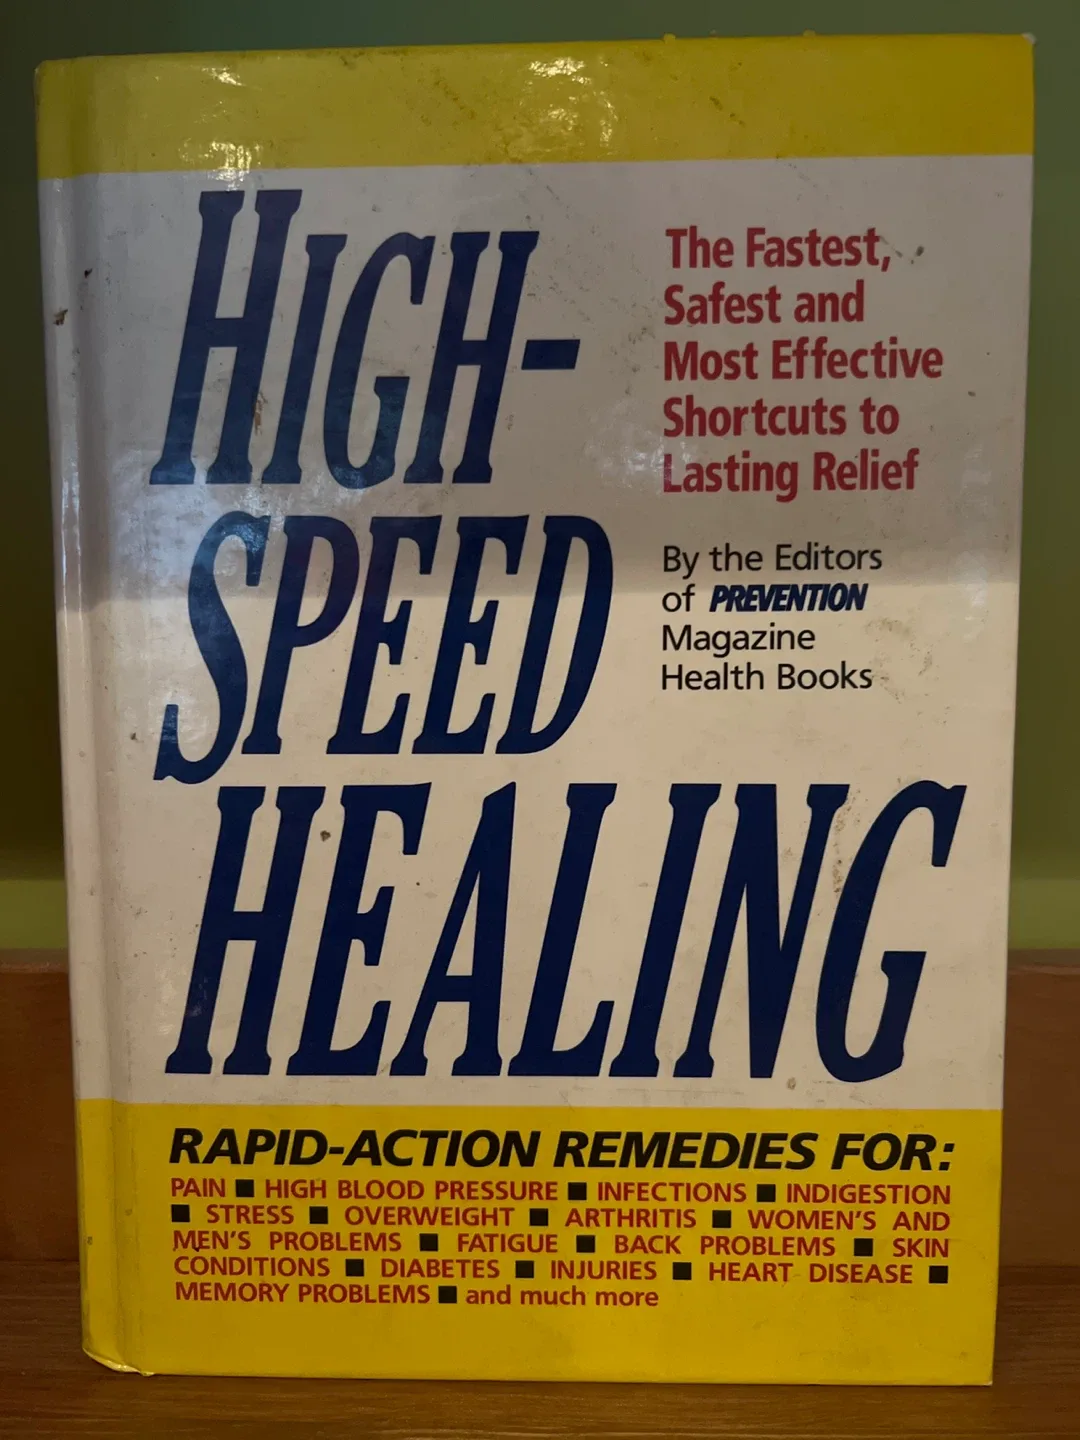 HIGH-
SPEED
HEALING
The Fastest,
Safest and
Most Effective
Shortcuts to
Lasting Relief
By the Editors
of PREVENTION
Magazine
Health Books
RAPID-ACTION REMEDIES FOR:
PAIN ■ HIGH BLOOD PRESSURE ■ INFECTIONS ■ INDIGESTION
■ STRESS ■ OVERWEIGHT ■ ARTHRITIS ■ WOMEN'S AND
MEN'S PROBLEMS ■ FATIGUE ■ BACK PROBLEMS ■ SKIN
CONDITIONS ■ DIABETES ■ INJURIES ■ HEART DISEASE ■
MEMORY PROBLEMS ■ and much more